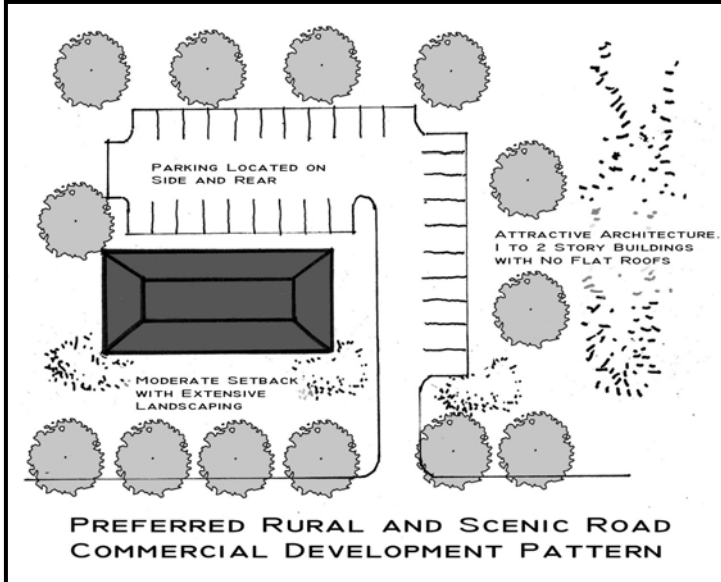 PARKING LOCATED ON
SIDE AND REAR
ATTRACTIVE ARCHITECTURE.
1 TO 2 STORY BUILDINGS
WITH NO FLAT ROOFS
MODERATE SETBACK
WITH EXTENSIVE
LANDSCAPING
PREFERRED RURAL AND SCENIC ROAD
COMMERCIAL DEVELOPMENT PATTERN